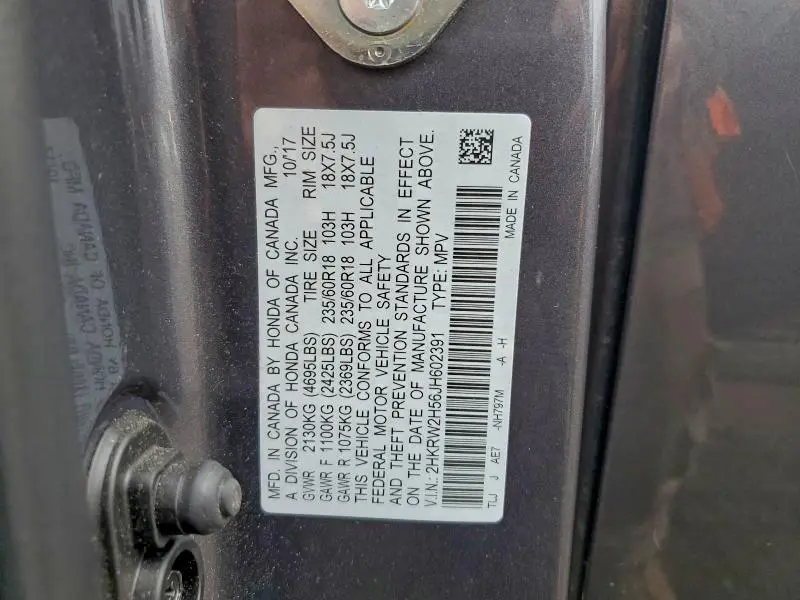 MFD. IN CANADA BY HONDA OF CANADA MFG.,
A DIVISION OF HONDA CANADA INC. 10/'17
GVWR 2130KG (4695LBS) TIRE SIZE RIM SIZE
GAWR F 1100KG (2425LBS) 235/60R18 103H 18X7.5J
GAWR R 1075KG (2369LBS) 235/60R18 103H 18X7.5J
THIS VEHICLE CONFORMS TO ALL APPLICABLE
FEDERAL MOTOR VEHICLE SAFETY
AND THEFT PREVENTION STANDARDS IN EFFECT
ON THE DATE OF MANUFACTURE SHOWN ABOVE.
V.I.N.: 2HKRW2H56JH602391 TYPE: MPV
TLJ J AE7 -NH797M -A -H
MADE IN CANADA